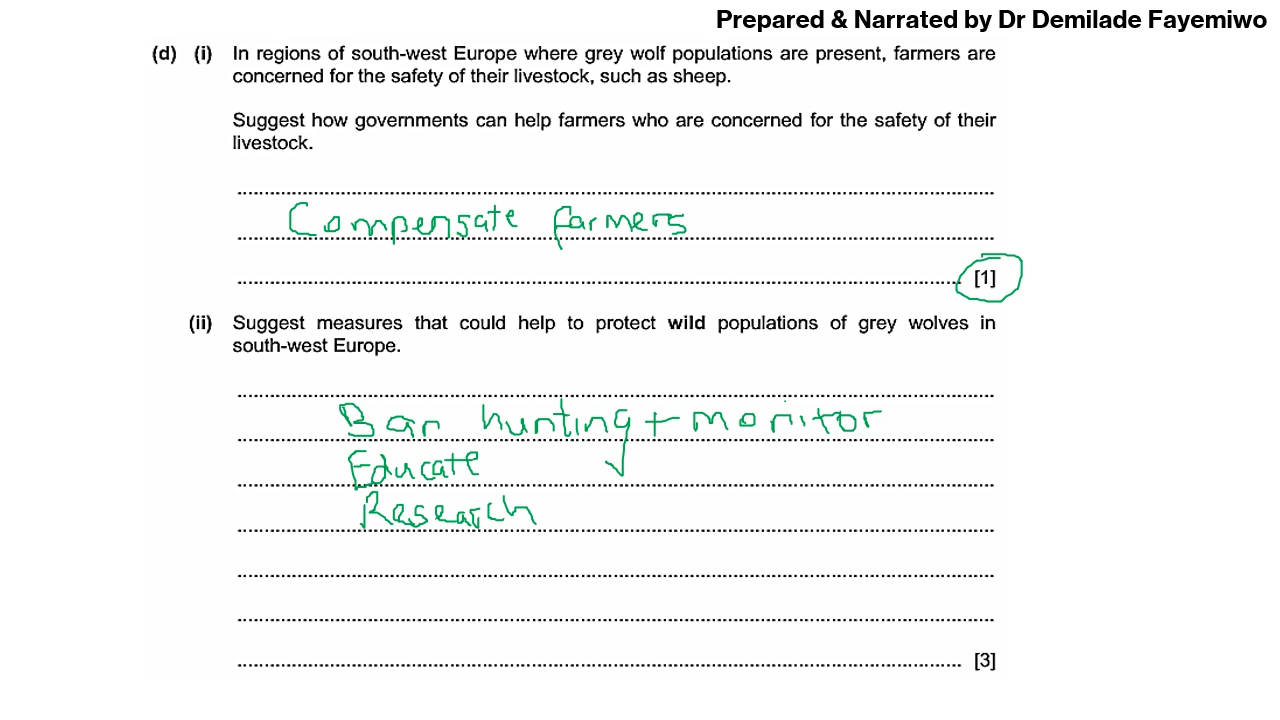 Prepared & Narrated by Dr Demilade Fayemiwo
(d) (i) In regions of south-west Europe where grey wolf populations are present, farmers are
concerned for the safety of their livestock, such as sheep.
Suggest how governments can help farmers who are concerned for the safety of their
livestock.
Compensate farmers
[1]
(ii) Suggest measures that could help to protect wild populations of grey wolves in
south-west Europe.
Ban hunting + monitor
Educate
Research
[3]